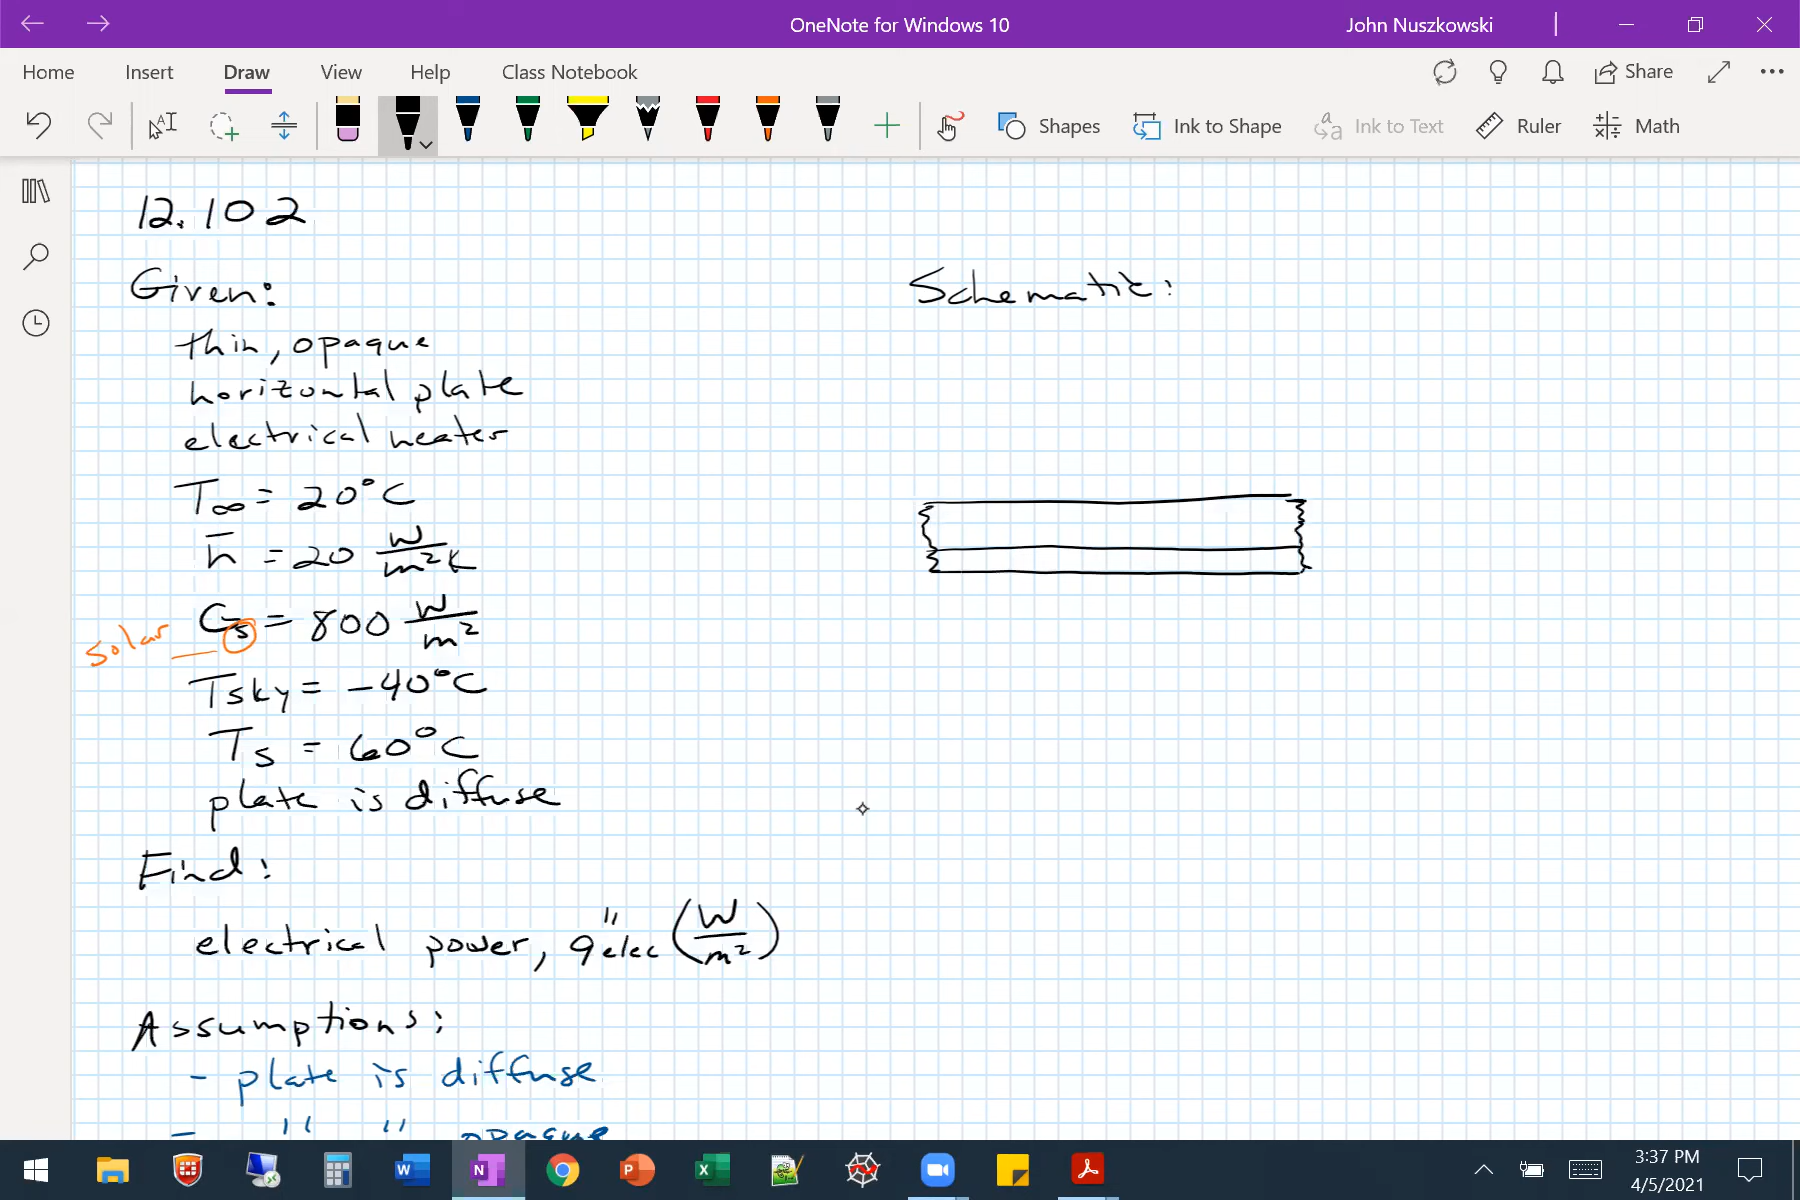 OneNote for Windows 10
John Nuszkowski
Home Insert Draw View Help Class Notebook
Share
Shapes Ink to Shape Ink to Text Ruler Math
12.102
Given:
thin, opaque
horizontal plate
electrical heater
T∞ = 20°C
h̅ = 20 W/m²K
Gs = 800 W/m²
solar
Tsky = -40°C
Ts = 60°C
plate is diffuse
Find:
electrical power, q"elec (W/m²)
Assumptions:
- plate is diffuse
- " " opaque
Schematic:
3:37 PM
4/5/2021